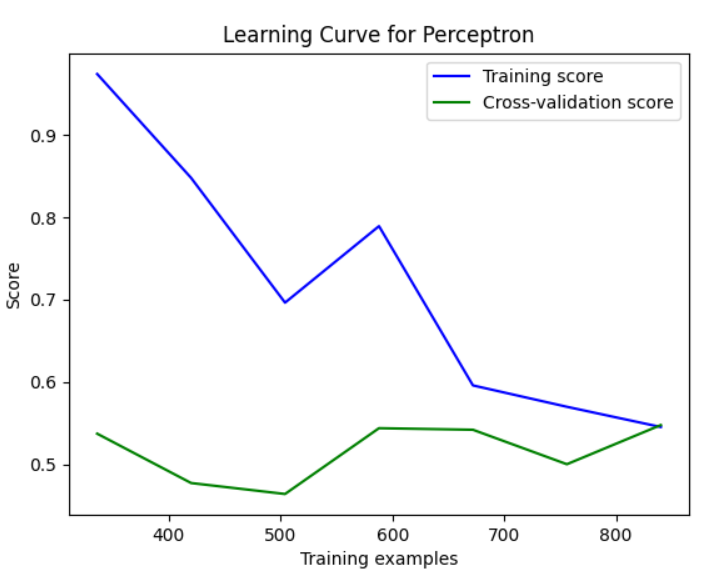 Learning Curve for Perceptron
Training score
Cross-validation score
0.9
0.8
0.7
0.6
0.5
Score
400 500 600 700 800
Training examples